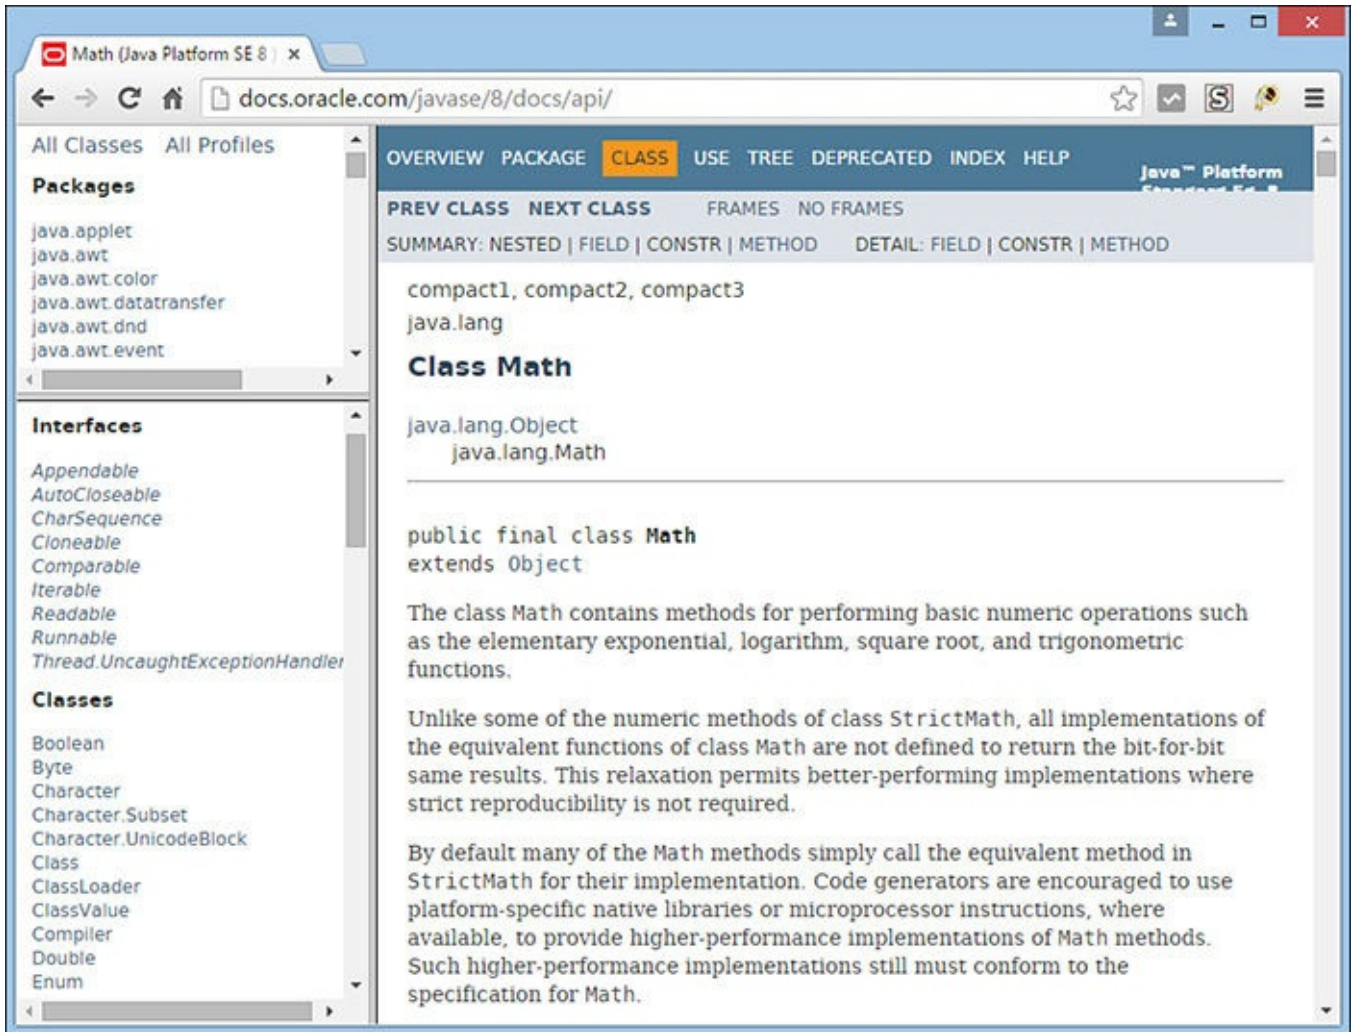 Math (Java Platform SE 8 )
docs.oracle.com/javase/8/docs/api/
All Classes All Profiles
Packages
java.applet
java.awt
java.awt.color
java.awt.datatransfer
java.awt.dnd
java.awt.event
Interfaces
Appendable
AutoCloseable
CharSequence
Cloneable
Comparable
Iterable
Readable
Runnable
Thread.UncaughtExceptionHandler
Classes
Boolean
Byte
Character
Character.Subset
Character.UnicodeBlock
Class
ClassLoader
ClassValue
Compiler
Double
Enum
OVERVIEW PACKAGE CLASS USE TREE DEPRECATED INDEX HELP
Java™ Platform
PREV CLASS NEXT CLASS FRAMES NO FRAMES
SUMMARY: NESTED | FIELD | CONSTR | METHOD DETAIL: FIELD | CONSTR | METHOD
compact1, compact2, compact3
java.lang
Class Math
java.lang.Object
java.lang.Math
public final class Math
extends Object
The class Math contains methods for performing basic numeric operations such
as the elementary exponential, logarithm, square root, and trigonometric
functions.
Unlike some of the numeric methods of class StrictMath, all implementations of
the equivalent functions of class Math are not defined to return the bit-for-bit
same results. This relaxation permits better-performing implementations where
strict reproducibility is not required.
By default many of the Math methods simply call the equivalent method in
StrictMath for their implementation. Code generators are encouraged to use
platform-specific native libraries or microprocessor instructions, where
available, to provide higher-performance implementations of Math methods.
Such higher-performance implementations still must conform to the
specification for Math.